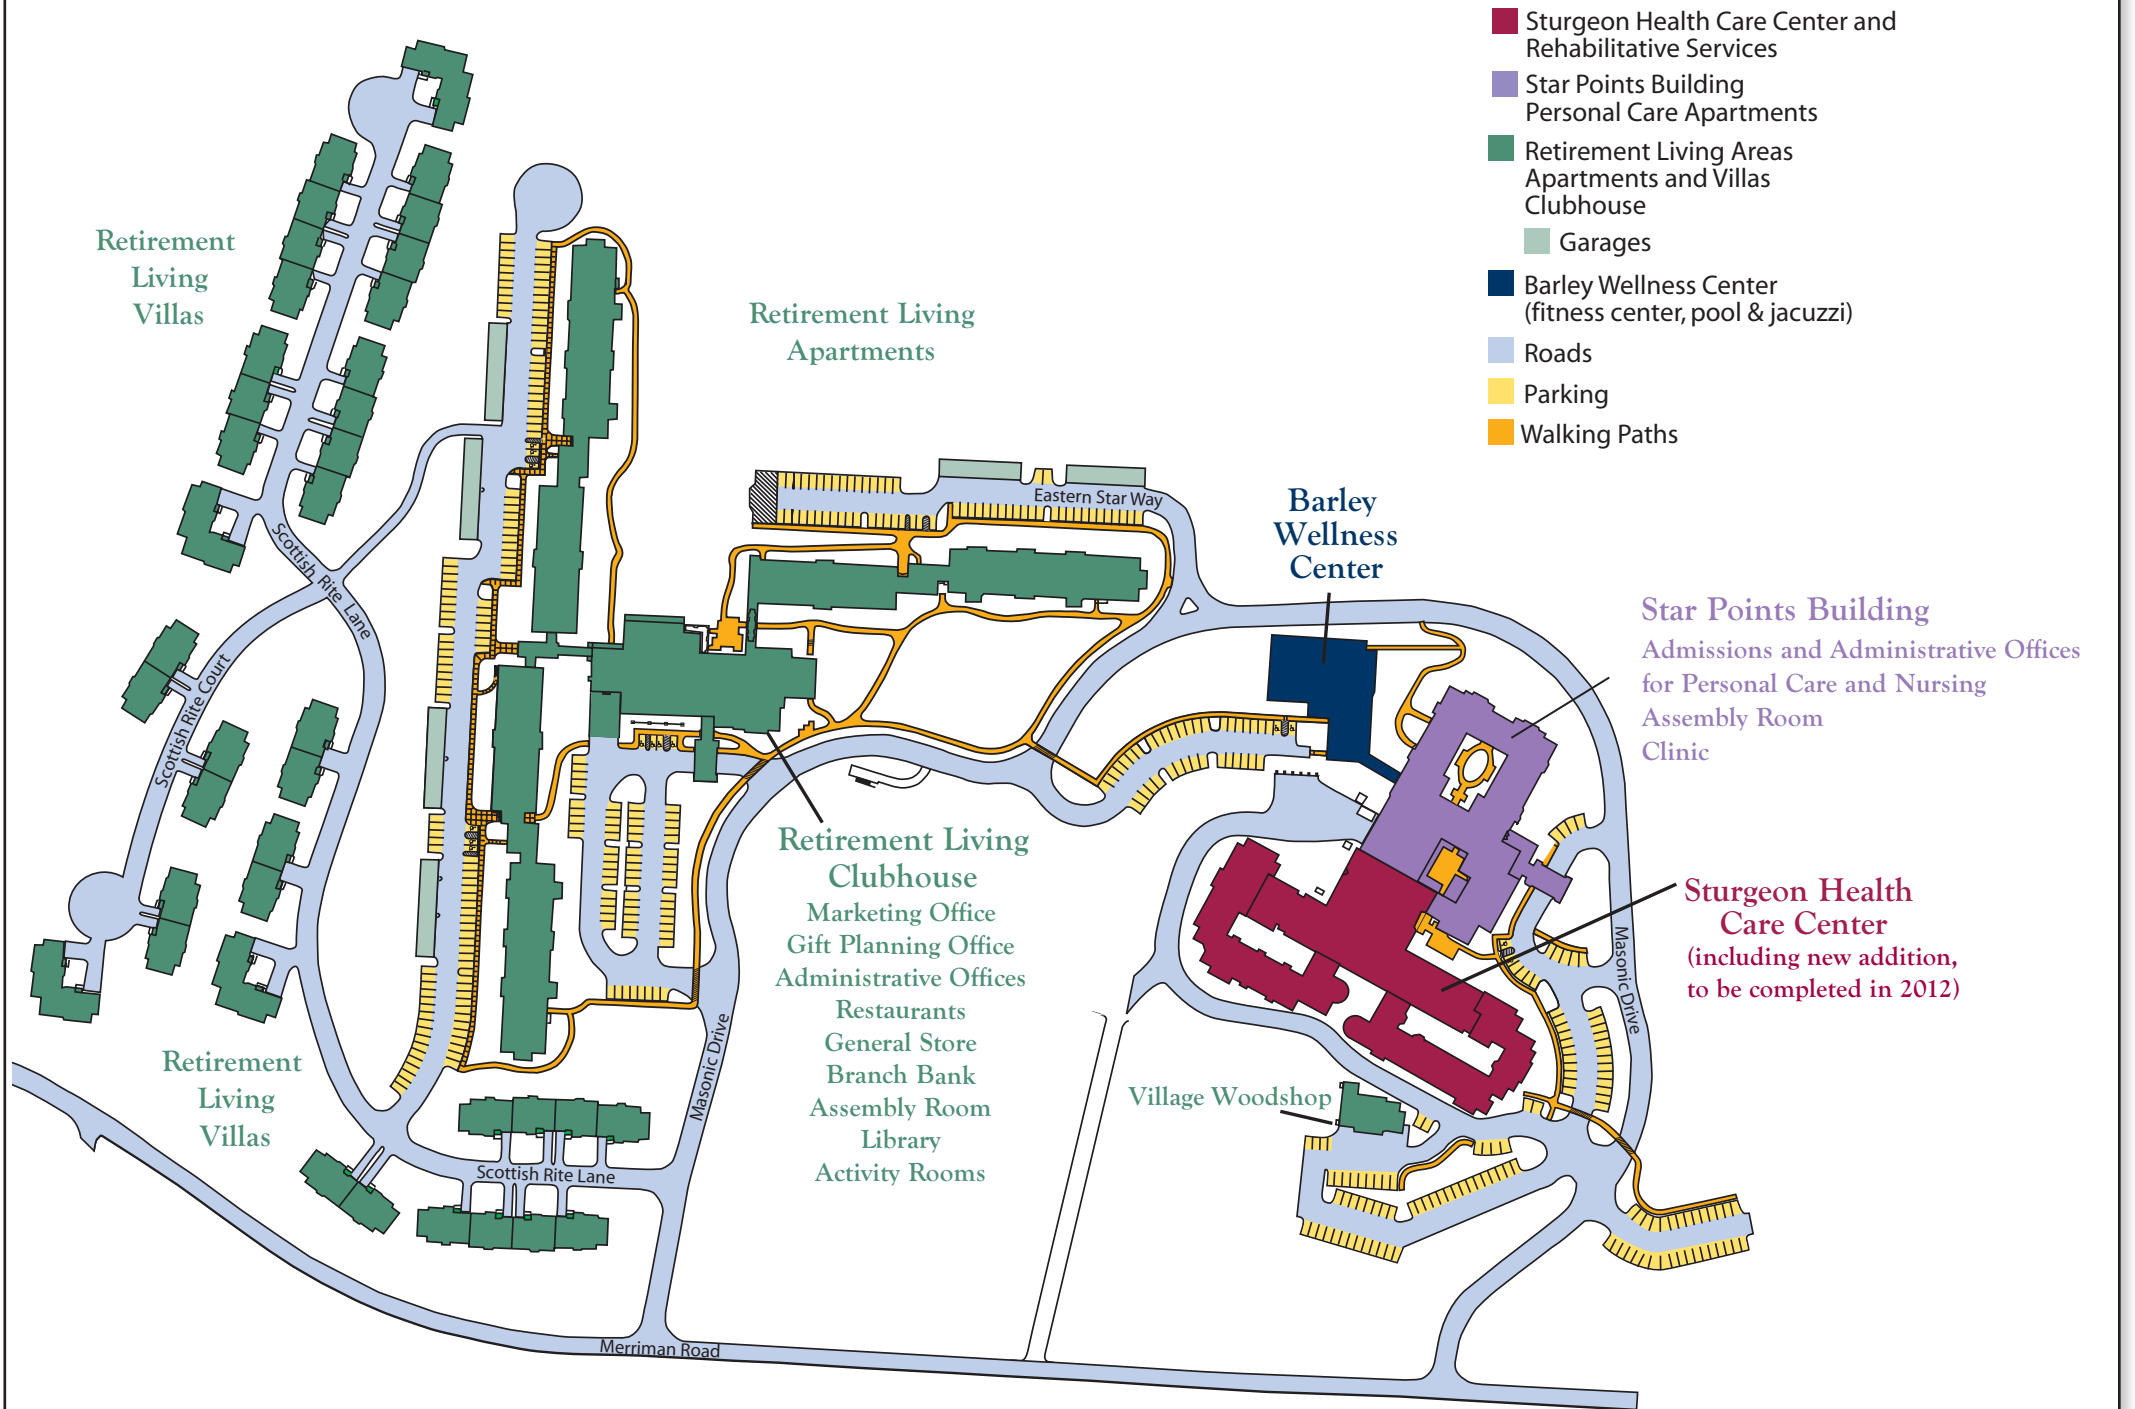 Sturgeon Health Care Center and
Rehabilitative Services
Star Points Building
Personal Care Apartments
Retirement Living Areas
Apartments and Villas
Clubhouse
Garages
Barley Wellness Center
(fitness center, pool & jacuzzi)
Roads
Parking
Walking Paths
Retirement
Living
Villas
Retirement Living
Apartments
Eastern Star Way
Barley
Wellness
Center
Star Points Building
Admissions and Administrative Offices
for Personal Care and Nursing
Assembly Room
Clinic
Scottish Rite Lane
Scottish Rite Court
Retirement Living
Clubhouse
Marketing Office
Gift Planning Office
Administrative Offices
Restaurants
General Store
Branch Bank
Assembly Room
Library
Activity Rooms
Sturgeon Health
Care Center
(including new addition,
to be completed in 2012)
Masonic Drive
Masonic Drive
Retirement
Living
Villas
Village Woodshop
Scottish Rite Lane
Merriman Road